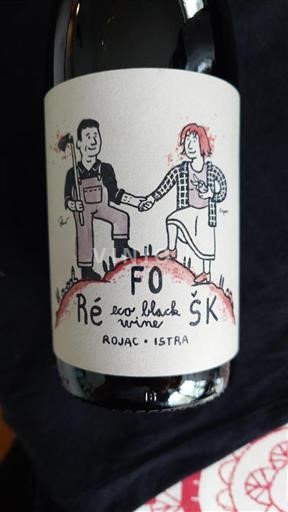 FO
Ré eco black ŠK
wine
ROJAC • ISTRA